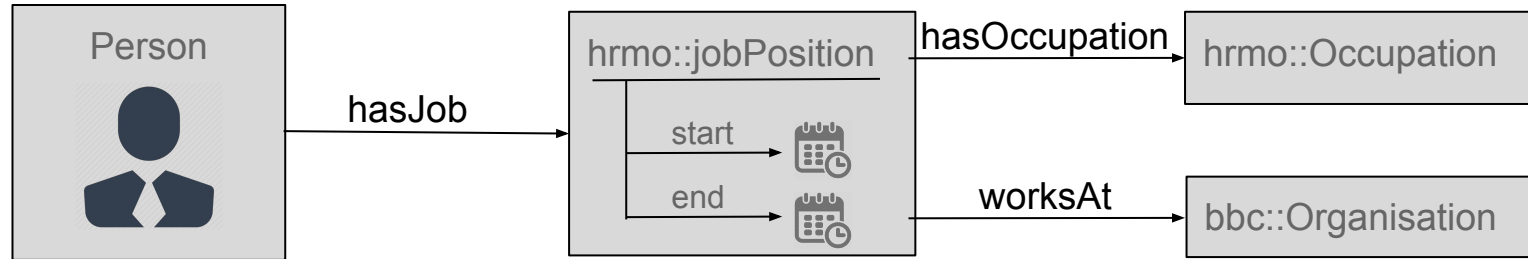 Person
hasJob
hrmo::jobPosition
start
end
hasOccupation
hrmo::Occupation
worksAt
bbc::Organisation